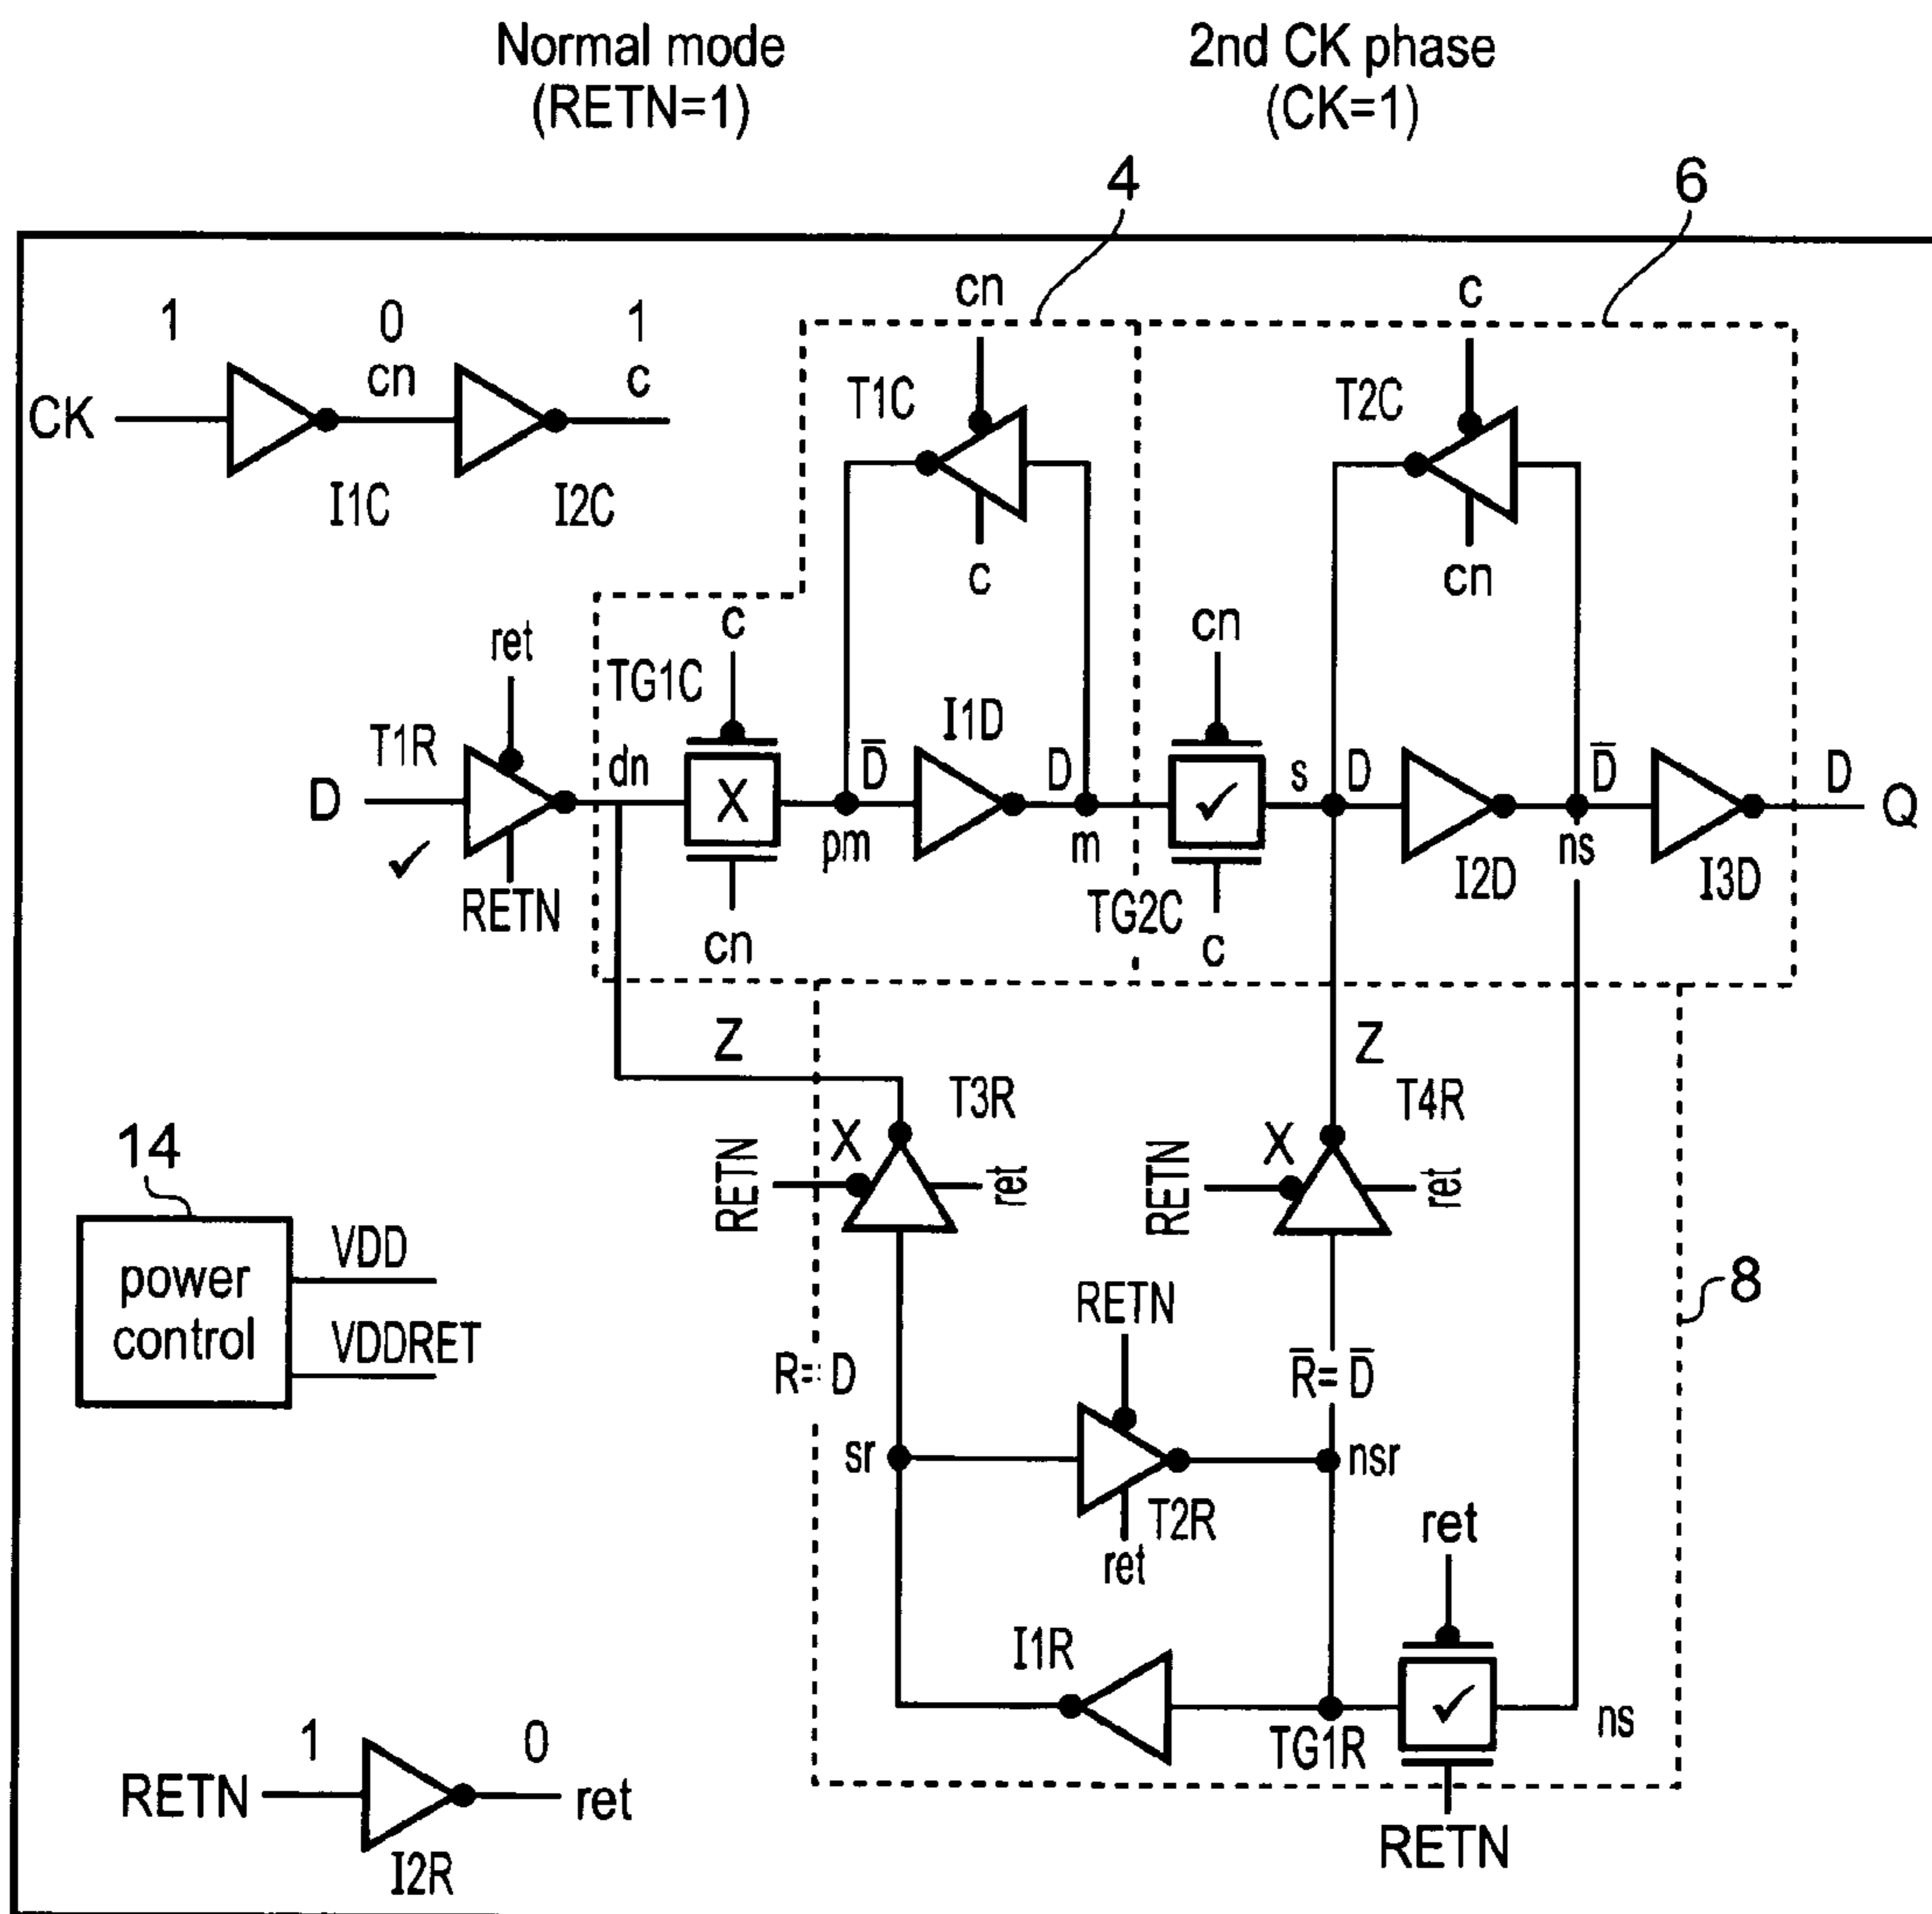 Normal mode
(RETN=1)
2nd CK phase
(CK=1)
4
6
1
0
1
cn
c
CK
cn
c
I1C
I2C
T1C
T2C
c
cn
ret
c
cn
TG1C
I1D
T1R
dn
D̅
D
s
D
D̅
D
D
X
✓
Q
✓
pm
m
ns
RETN
I2D
I3D
TG2C
cn
c
Z
Z
T3R
T4R
14
X
X
RETN
ret
RETN
ret
power
control
VDD
VDDRET
8
RETN
R=D
R̅=D̅
sr
nsr
T2R
ret
ret
I1R
✓
TG1R
ns
1
0
RETN
ret
I2R
RETN